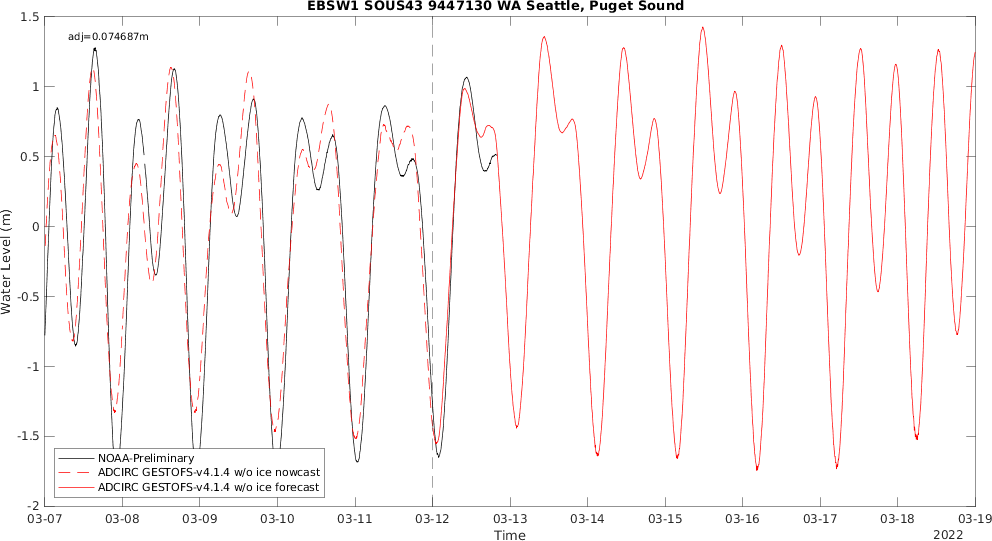 EBSW1 SOUS43 9447130 WA Seattle, Puget Sound
adj=0.074687m
1.5
1
0.5
0
-0.5
-1
-1.5
-2
Water Level (m)
NOAA-Preliminary
ADCIRC GESTOFS-v4.1.4 w/o ice nowcast
ADCIRC GESTOFS-v4.1.4 w/o ice forecast
03-07 03-08 03-09 03-10 03-11 03-12 03-13 03-14 03-15 03-16 03-17 03-18 03-19
Time
2022